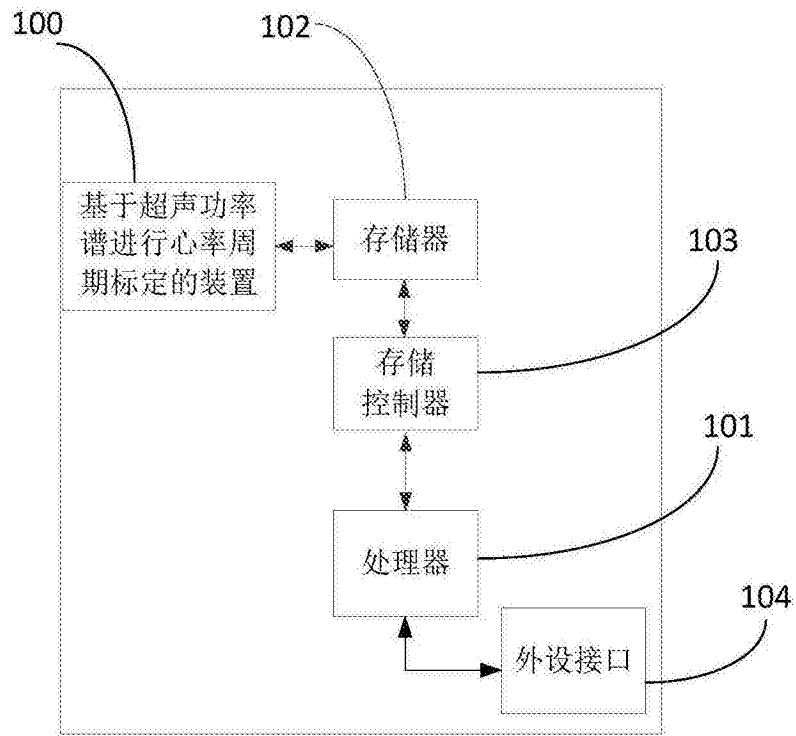 100
102
基于超声功率
谱进行心率周
期标定的装置
存储器
103
存储
控制器
101
处理器
104
外设接口